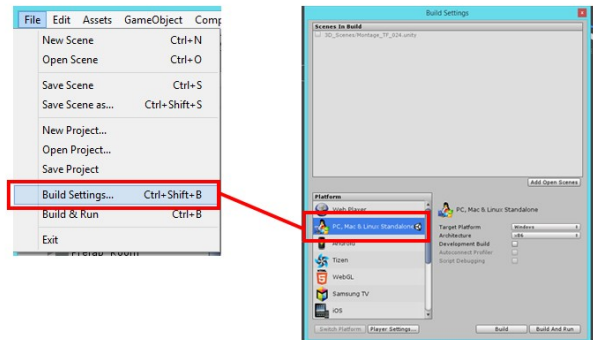 File Edit Assets GameObject Comp
New Scene Ctrl+N
Open Scene Ctrl+O
Save Scene Ctrl+S
Save Scene as... Ctrl+Shift+S
New Project...
Open Project...
Save Project
Build Settings... Ctrl+Shift+B
Build & Run Ctrl+B
Exit
Prefab_Room
Build Settings
Scenes In Build
3D_Scenes/Montage_TF_024.unity
Add Open Scenes
Platform
Web Player
PC, Mac & Linux Standalone
Android
Tizen
WebGL
Samsung TV
iOS
PC, Mac & Linux Standalone
Target Platform Windows
Architecture x86
Development Build
Autoconnect Profiler
Script Debugging
Switch Platform Player Settings...
Build Build And Run